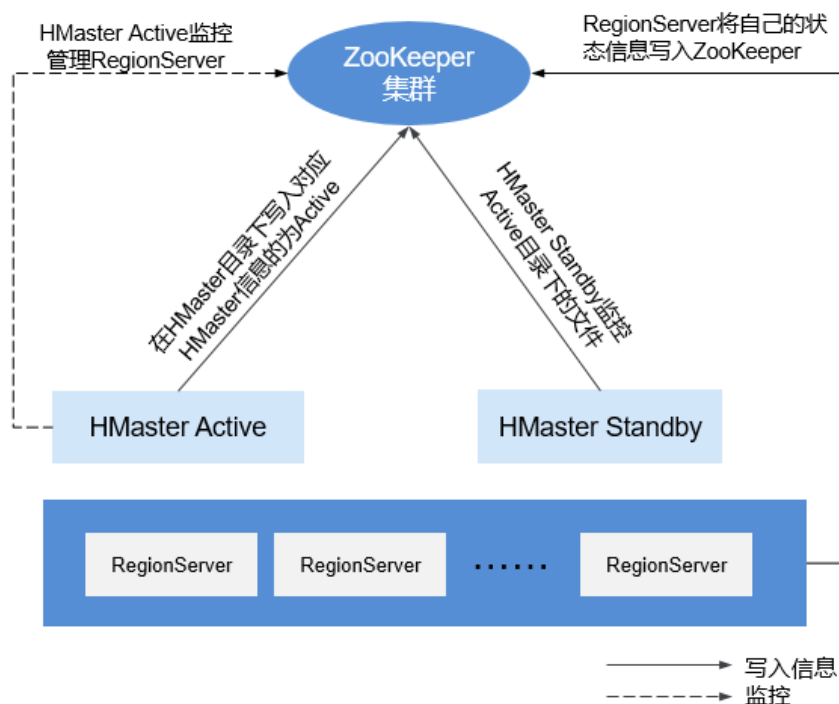 HMaster Active监控
管理RegionServer
ZooKeeper
集群
RegionServer将自己的状
态信息写入ZooKeeper
在HMaster目录下写入对应
HMaster信息的为Active
HMaster Standby监控
Active目录下的文件
HMaster Active
HMaster Standby
RegionServer
RegionServer
······
RegionServer
写入信息
监控